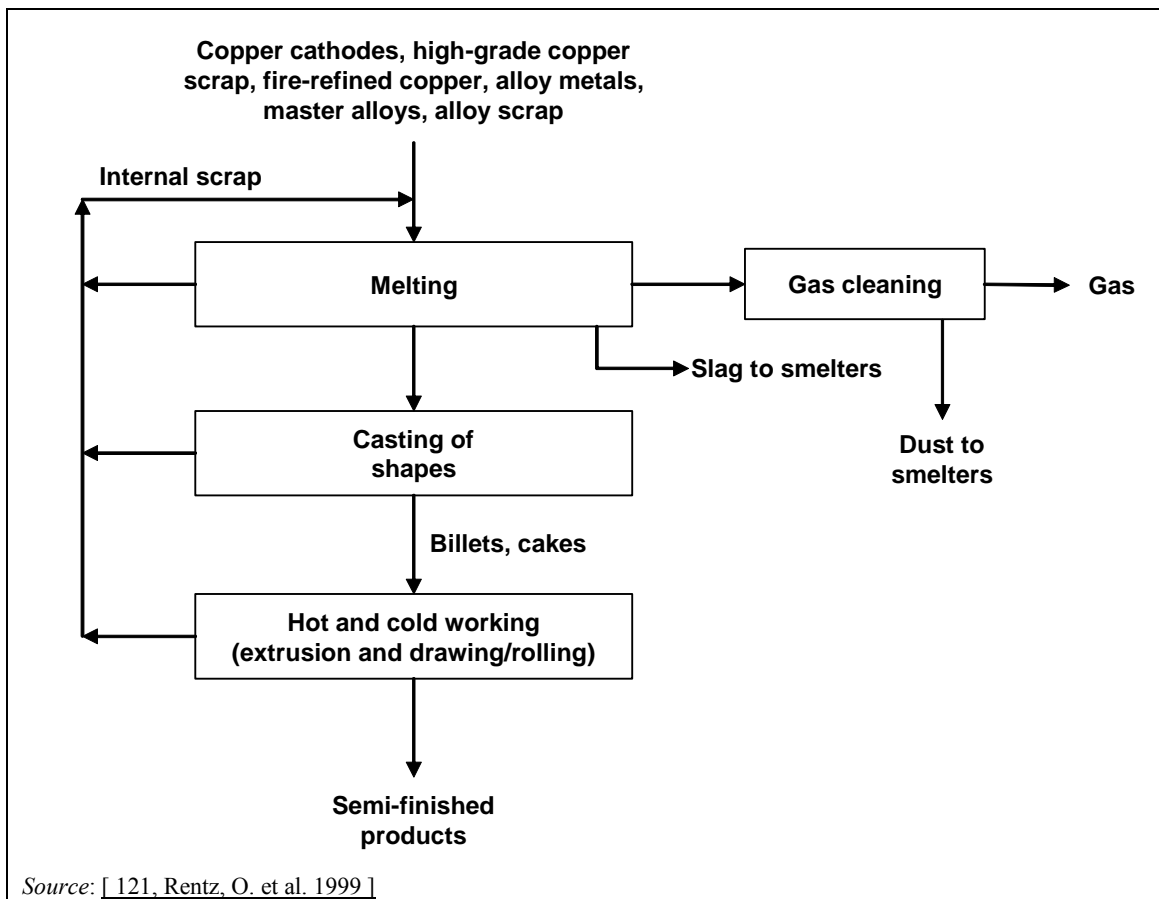 Copper cathodes, high-grade copper
scrap, fire-refined copper, alloy metals,
master alloys, alloy scrap
Internal scrap
Melting
Gas cleaning
Gas
Slag to smelters
Casting of
shapes
Dust to
smelters
Billets, cakes
Hot and cold working
(extrusion and drawing/rolling)
Semi-finished
products
Source: [ 121, Rentz, O. et al. 1999 ]